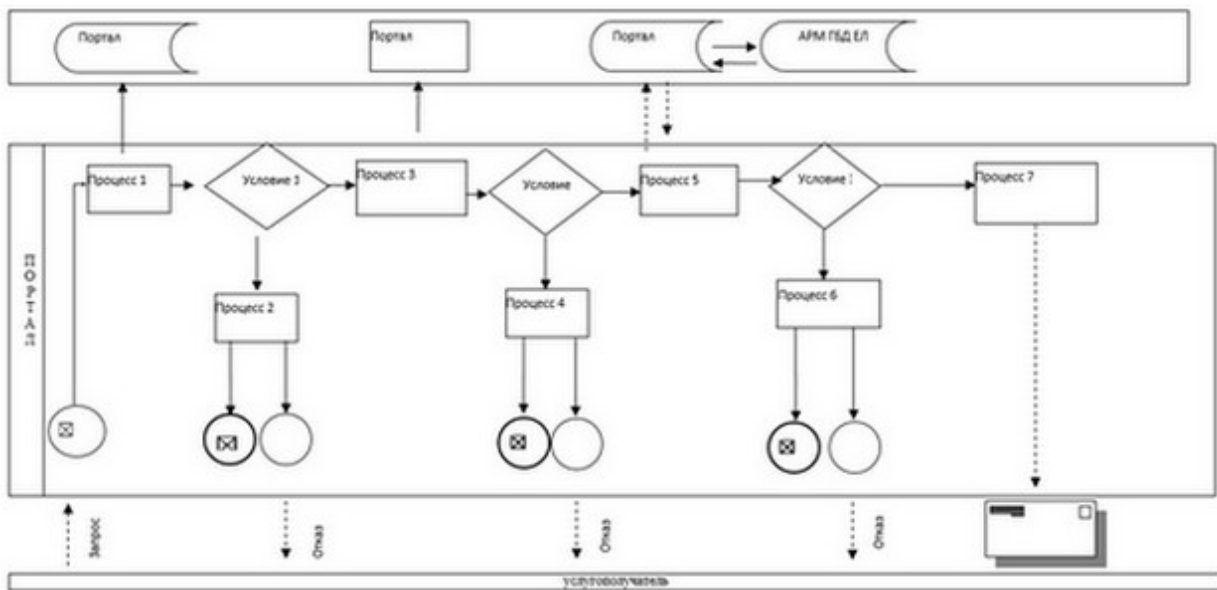 Портал
Портал
Портал
АРМ ГБД ЕЛ
Процесс 1
Условие 1
Процесс 3
Условие
Процесс 5
Условие
Процесс 7
Процесс 2
Процесс 4
Процесс 6
Запрос
Отказ
Отказ
Отказ
услугополучатель